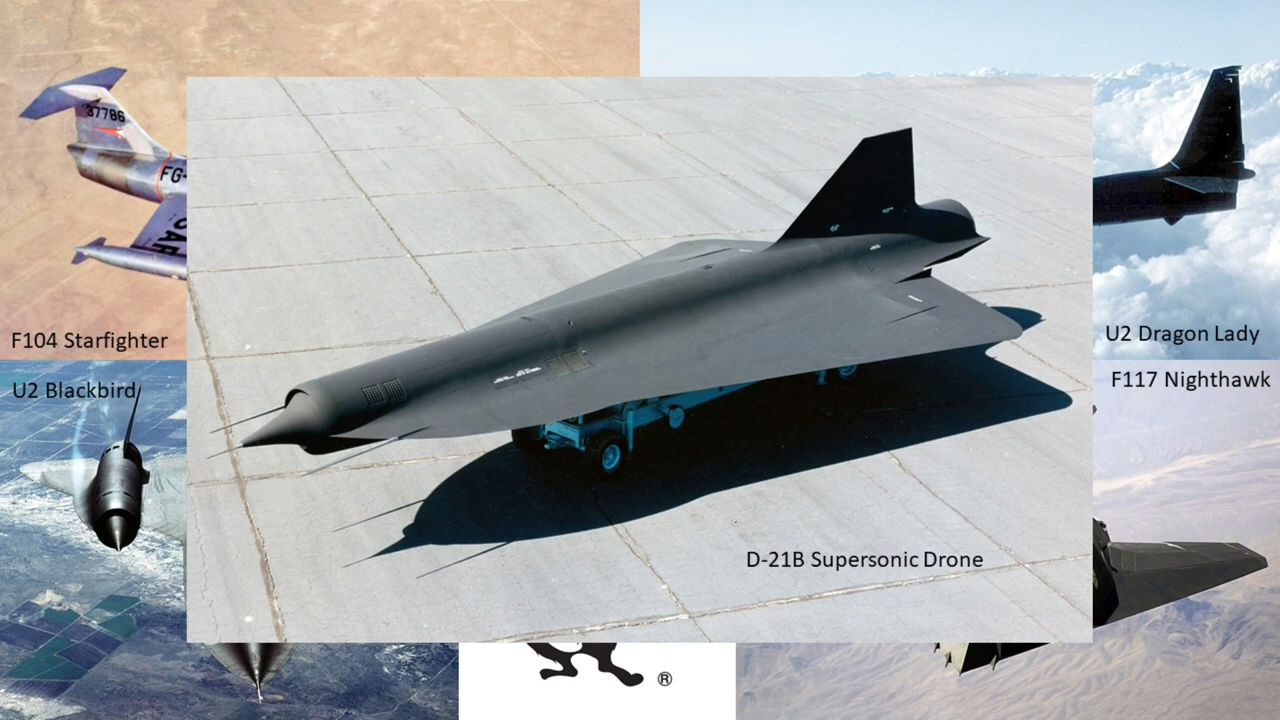 37786
FG-
F104 Starfighter
U2 Dragon Lady
U2 Blackbird
F117 Nighthawk
D-21B Supersonic Drone
®